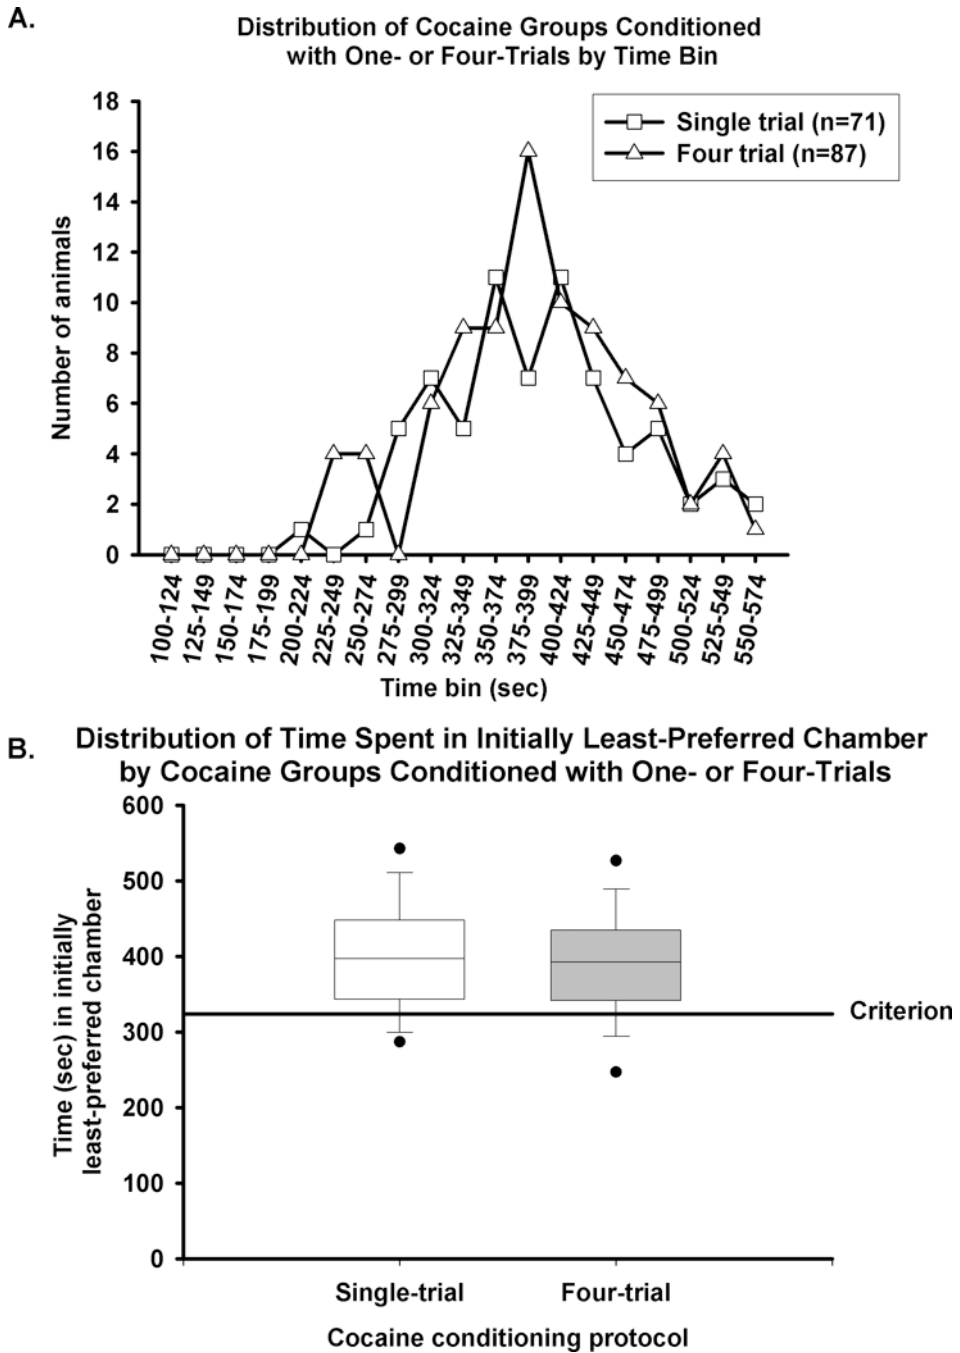 A.
Distribution of Cocaine Groups Conditioned
with One- or Four-Trials by Time Bin
18
16
14
12
10
8
6
4
2
0
Number of animals
Single trial (n=71)
Four trial (n=87)
100-124
125-149
150-174
175-199
200-224
225-249
250-274
275-299
300-324
325-349
350-374
375-399
400-424
425-449
450-474
475-499
500-524
525-549
550-574
Time bin (sec)
B.
Distribution of Time Spent in Initially Least-Preferred Chamber
by Cocaine Groups Conditioned with One- or Four-Trials
600
500
400
300
200
100
0
Time (sec) in initially
least-preferred chamber
Criterion
Single-trial
Four-trial
Cocaine conditioning protocol